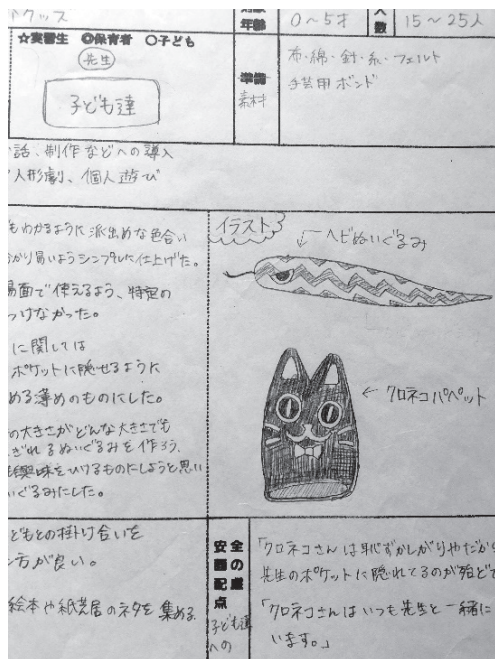 グッズ
年齢
0～5才
人数
15～25人
☆実習生 ◎保育者 ○子ども
先生
子ども達
準備
素材
布・綿・針・糸・フェルト
手芸用ボンド
話、制作などへの導入
人形劇、個人遊び
もわかるように派出めな色合い
かり易いようシンプルに仕上げた。
場面で使えるよう、特定の
つけなかった。
に関しては
ポケットに隠せるように
める薄めのものにした。
の大きさがどんな大きさでも
ぎれるぬいぐるみを作ろう、
興味をひけるものにしようと思い
いぐるみにした。
イラスト
←ヘビぬいぐるみ
←クロネコパペット
どもとの掛け合いを
方が良い。
絵本や紙芝居のネタを集める
安全面の配慮点
子ども達
への
「クロネコさんは恥ずかしがりやだから
先生のポケットに隠れてるのが殆どで
「クロネコさんはいつも先生と一緒に
います。」